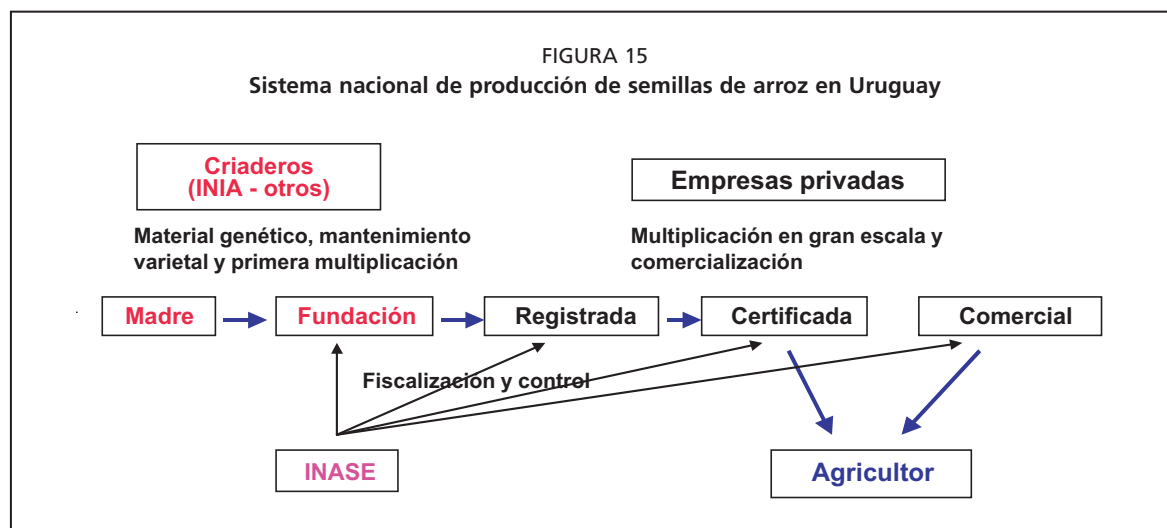 FIGURA 15
Sistema nacional de producción de semillas de arroz en Uruguay
Criaderos
(INIA - otros)
Empresas privadas
Material genético, mantenimiento
varietal y primera multiplicación
Multiplicación en gran escala y
comercialización
Madre
Fundación
Registrada
Certificada
Comercial
Fiscalización y control
INASE
Agricultor